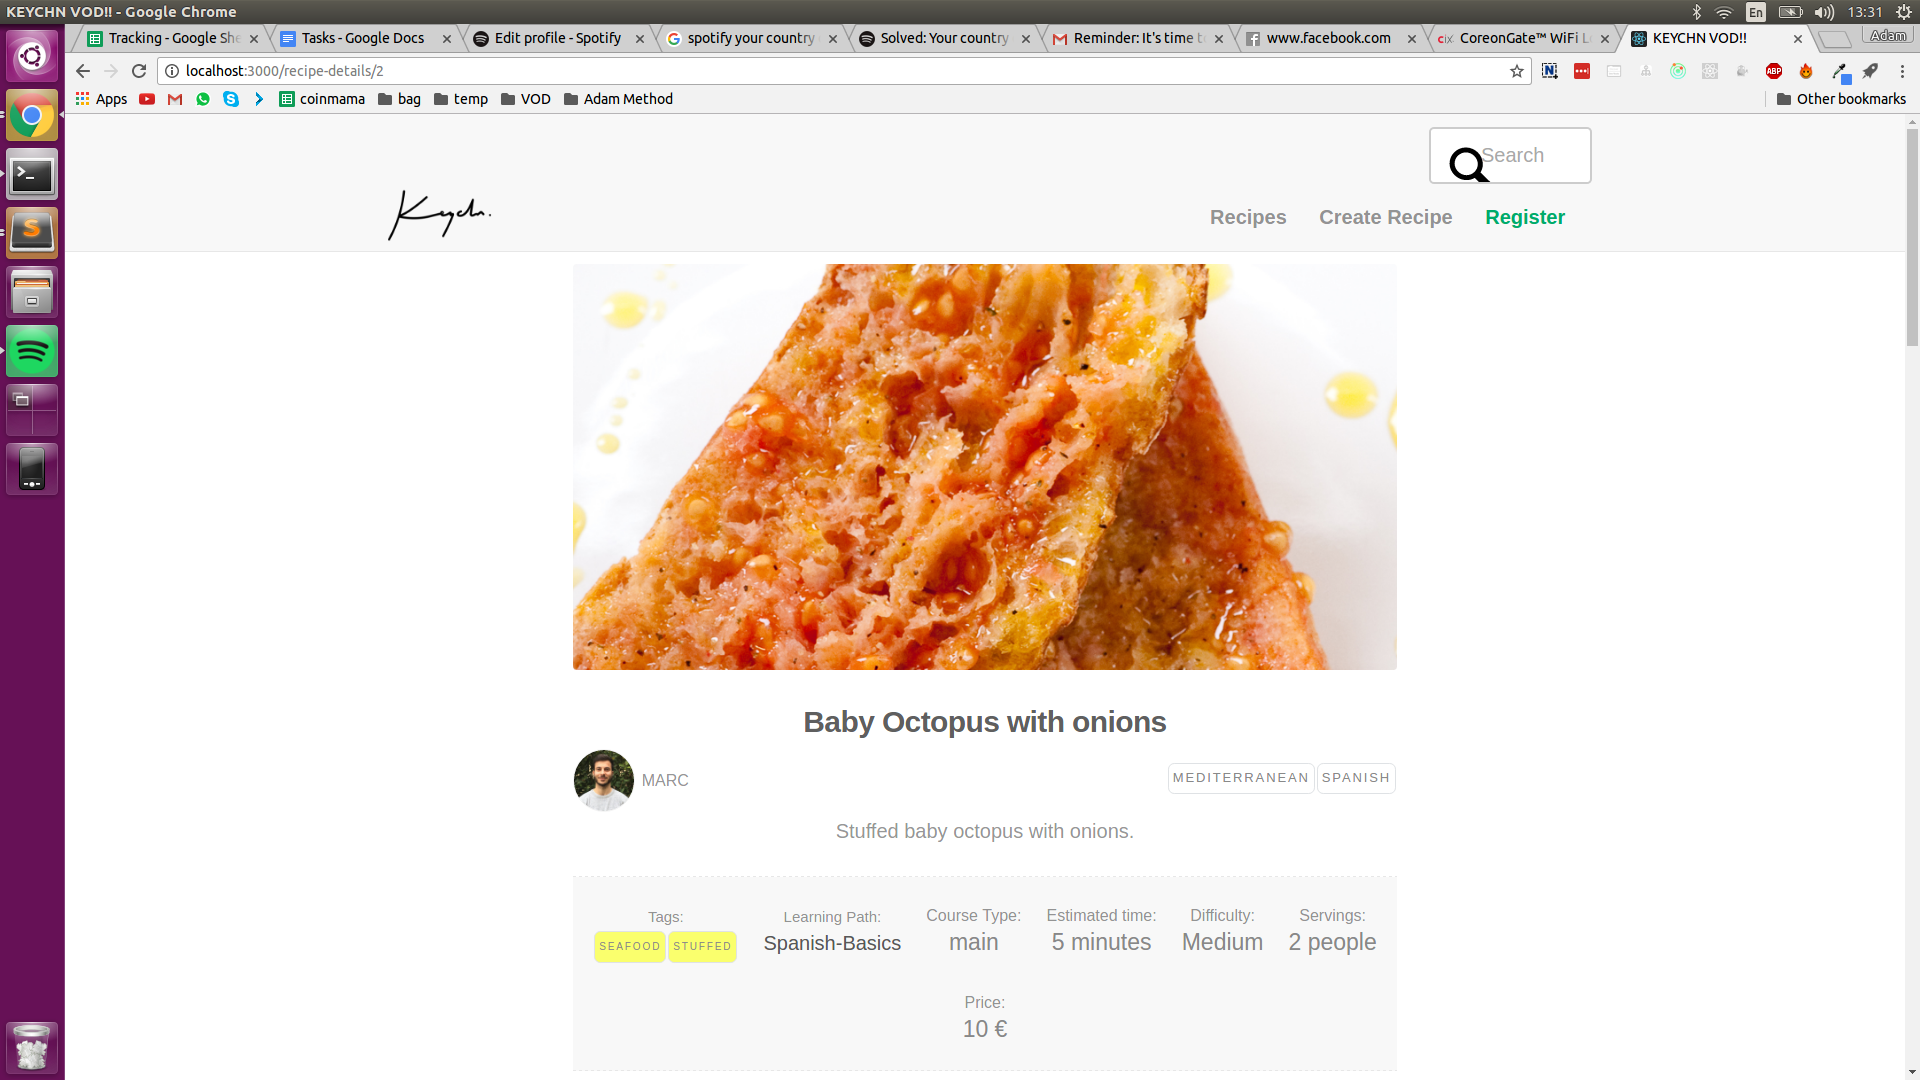 KEYCHN VOD!! - Google Chrome
En
13:31
Tracking - Google She
Tasks - Google Docs
Edit profile - Spotify
spotify your country
Solved: Your country
Reminder: It's time t
www.facebook.com
CoreonGate™ WiFi L
KEYCHN VOD!!
Adam
localhost:3000/recipe-details/2
ABP
Apps
coinmama
bag
temp
VOD
Adam Method
Other bookmarks
Search
Keychn.
Recipes
Create Recipe
Register
Baby Octopus with onions
MARC
MEDITERRANEAN
SPANISH
Stuffed baby octopus with onions.
Tags:
SEAFOOD
STUFFED
Learning Path:
Spanish-Basics
Course Type:
main
Estimated time:
5 minutes
Difficulty:
Medium
Servings:
2 people
Price:
10 €